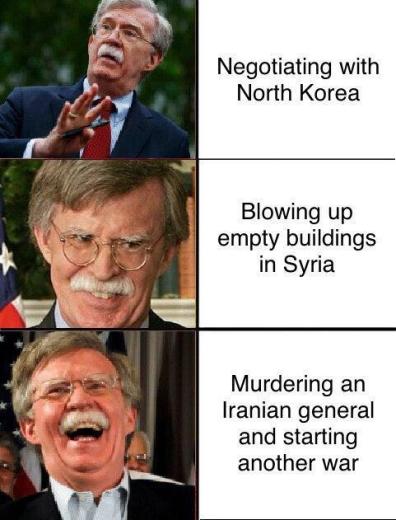 Negotiating with
North Korea
Blowing up
empty buildings
in Syria
Murdering an
Iranian general
and starting
another war